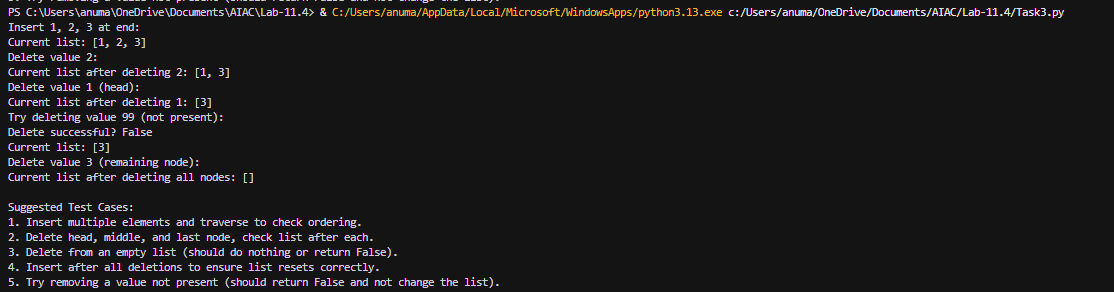 PS C:\Users\anuma\OneDrive\Documents\AIAC\Lab-11.4> & C:/Users/anuma/AppData/Local/Microsoft/WindowsApps/python3.13.exe c:/Users/anuma/OneDrive/Documents/AIAC/Lab-11.4/Task3.py
Insert 1, 2, 3 at end:
Current list: [1, 2, 3]
Delete value 2:
Current list after deleting 2: [1, 3]
Delete value 1 (head):
Current list after deleting 1: [3]
Try deleting value 99 (not present):
Delete successful? False
Current list: [3]
Delete value 3 (remaining node):
Current list after deleting all nodes: []
Suggested Test Cases:
1. Insert multiple elements and traverse to check ordering.
2. Delete head, middle, and last node, check list after each.
3. Delete from an empty list (should do nothing or return False).
4. Insert after all deletions to ensure list resets correctly.
5. Try removing a value not present (should return False and not change the list).